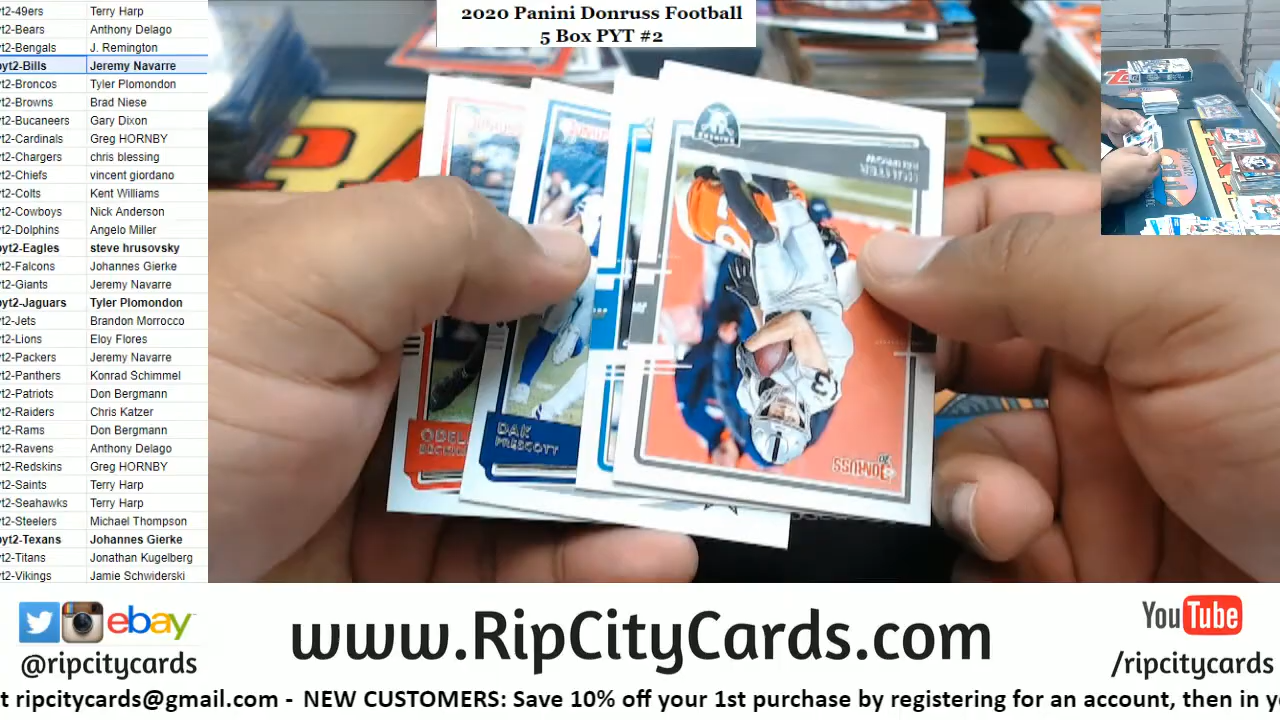 2020 Panini Donruss Football
5 Box PYT #2
yt2-49ers Terry Harp
yt2-Bears Anthony Delago
yt2-Bengals J. Remington
pyt2-Bills Jeremy Navarre
yt2-Broncos Tyler Plomondon
yt2-Browns Brad Niese
yt2-Bucaneers Gary Dixon
yt2-Cardinals Greg HORNBY
yt2-Chargers chris blessing
yt2-Chiefs vincent giordano
yt2-Colts Kent Williams
yt2-Cowboys Nick Anderson
yt2-Dolphins Angelo Miller
pyt2-Eagles steve hrusovsky
yt2-Falcons Johannes Gierke
yt2-Giants Jeremy Navarre
pyt2-Jaguars Tyler Plomondon
yt2-Jets Brandon Morrocco
yt2-Lions Eloy Flores
yt2-Packers Jeremy Navarre
yt2-Panthers Konrad Schimmel
yt2-Patriots Don Bergmann
yt2-Raiders Chris Katzer
yt2-Rams Don Bergmann
yt2-Ravens Anthony Delago
yt2-Redskins Greg HORNBY
yt2-Saints Terry Harp
yt2-Seahawks Terry Harp
yt2-Steelers Michael Thompson
pyt2-Texans Johannes Gierke
yt2-Titans Jonathan Kugelberg
yt2-Vikings Jamie Schwiderski
ODELL
DAK
PRESCOTT
HUNTER
RENFROW
DONRUSS
ebay
@ripcitycards
www.RipCityCards.com
YouTube
/ripcitycards
t ripcitycards@gmail.com - NEW CUSTOMERS: Save 10% off your 1st purchase by registering for an account, then in y